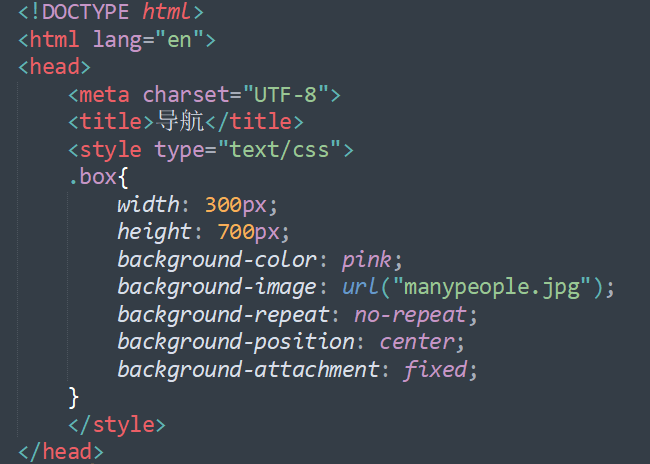 <!DOCTYPE html>
<html lang="en">
<head>
    <meta charset="UTF-8">
    <title>导航</title>
    <style type="text/css">
    .box{
        width: 300px;
        height: 700px;
        background-color: pink;
        background-image: url("manypeople.jpg");
        background-repeat: no-repeat;
        background-position: center;
        background-attachment: fixed;
    }
    </style>
</head>